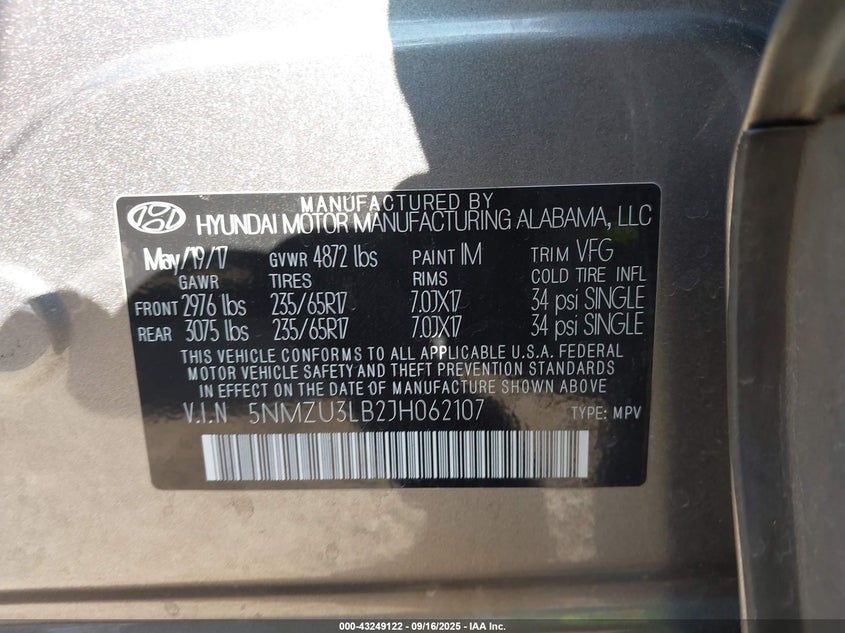 MANUFACTURED BY
HYUNDAI MOTOR MANUFACTURING ALABAMA, LLC
May/19/17 GVWR 4872 lbs PAINT IM TRIM VFG
GAWR TIRES RIMS COLD TIRE INFL
FRONT 2976 lbs 235/65R17 7.0JX17 34 psi SINGLE
REAR 3075 lbs 235/65R17 7.0JX17 34 psi SINGLE
THIS VEHICLE CONFORMS TO ALL APPLICABLE U.S.A. FEDERAL
MOTOR VEHICLE SAFETY AND THEFT PREVENTION STANDARDS
IN EFFECT ON THE DATE OF MANUFACTURE SHOWN ABOVE
V.I.N 5NMZU3LB2JH062107 TYPE: MPV
000-43249122 - 09/16/2025 - IAA Inc.